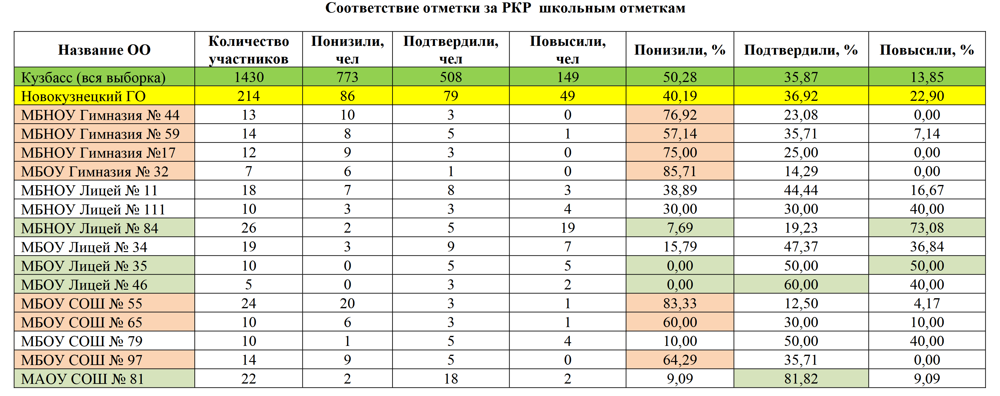 Соответствие отметки за РКР школьным отметкам
Название ОО Количество участников Понизили, чел Подтвердили, чел Повысили, чел Понизили, % Подтвердили, % Повысили, %
Кузбасс (вся выборка) 1430 773 508 149 50,28 35,87 13,85
Новокузнецкий ГО 214 86 79 49 40,19 36,92 22,90
МБНОУ Гимназия № 44 13 10 3 0 76,92 23,08 0,00
МБНОУ Гимназия № 59 14 8 5 1 57,14 35,71 7,14
МБНОУ Гимназия №17 12 9 3 0 75,00 25,00 0,00
МБОУ Гимназия № 32 7 6 1 0 85,71 14,29 0,00
МБНОУ Лицей № 11 18 7 8 3 38,89 44,44 16,67
МБНОУ Лицей № 111 10 3 3 4 30,00 30,00 40,00
МБНОУ Лицей № 84 26 2 5 19 7,69 19,23 73,08
МБОУ Лицей № 34 19 3 9 7 15,79 47,37 36,84
МБОУ Лицей № 35 10 0 5 5 0,00 50,00 50,00
МБОУ Лицей № 46 5 0 3 2 0,00 60,00 40,00
МБОУ СОШ № 55 24 20 3 1 83,33 12,50 4,17
МБОУ СОШ № 65 10 6 3 1 60,00 30,00 10,00
МБОУ СОШ № 79 10 1 5 4 10,00 50,00 40,00
МБОУ СОШ № 97 14 9 5 0 64,29 35,71 0,00
МАОУ СОШ № 81 22 2 18 2 9,09 81,82 9,09